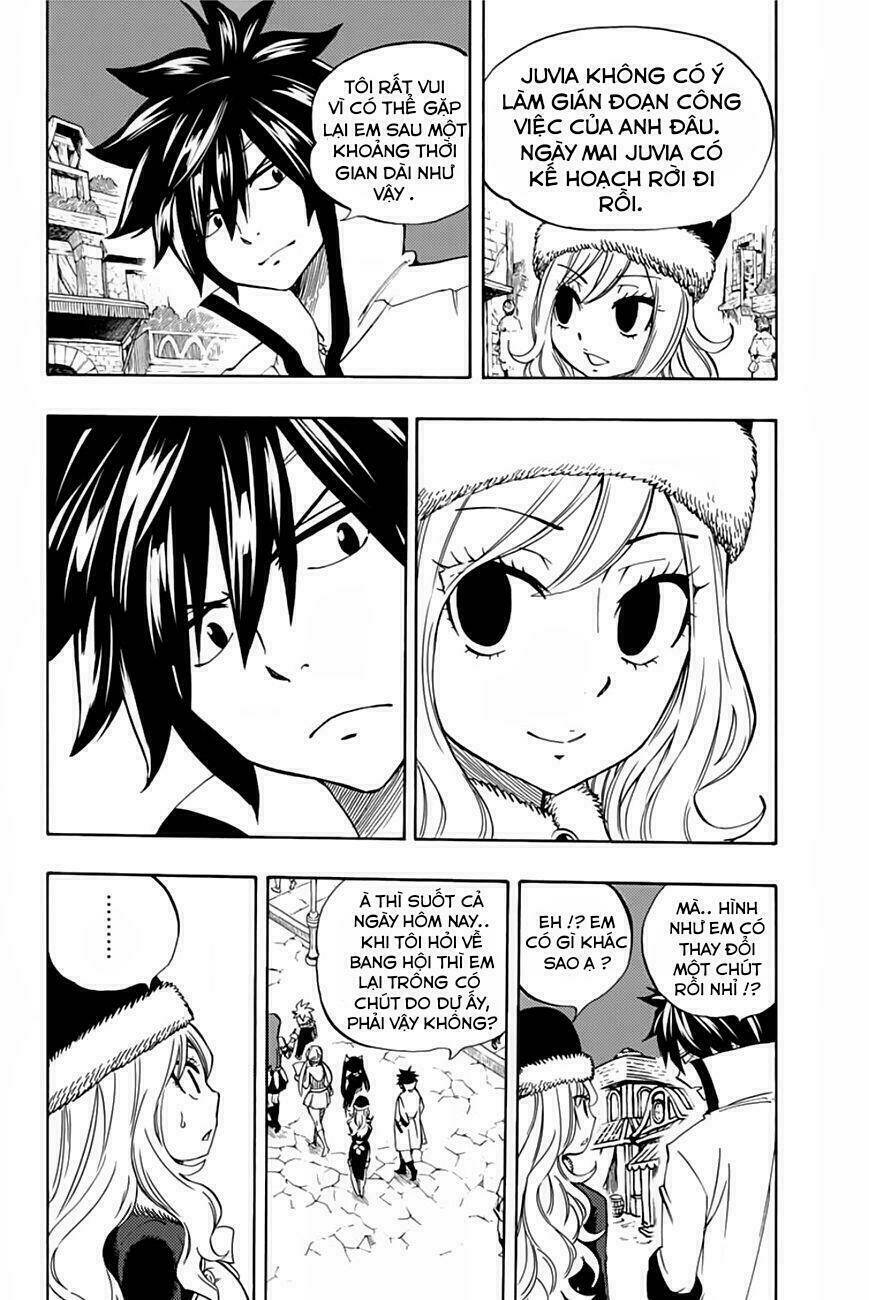 JUVIA KHÔNG CÓ Ý
LÀM GIÁN ĐOẠN CÔNG
VIỆC CỦA ANH ĐÂU.
NGÀY MAI JUVIA CÓ
KẾ HOẠCH RỜI ĐI
RỒI.
TÔI RẤT VUI
VÌ CÓ THỂ GẶP
LẠI EM SAU MỘT
KHOẢNG THỜI
GIAN DÀI NHƯ
VẬY .
MÀ.. HÌNH
NHƯ EM CÓ
THAY ĐỔI
MỘT CHÚT
RỒI NHỈ !?
EH !? EM
CÓ GÌ KHÁC
SAO Ạ ?
À THÌ SUỐT CẢ
NGÀY HÔM NAY..
KHI TÔI HỎI VỀ
BANG HỘI THÌ EM
LẠI TRÔNG CÓ
CHÚT DO DỰ ẤY,
PHẢI VẬY KHÔNG?
........